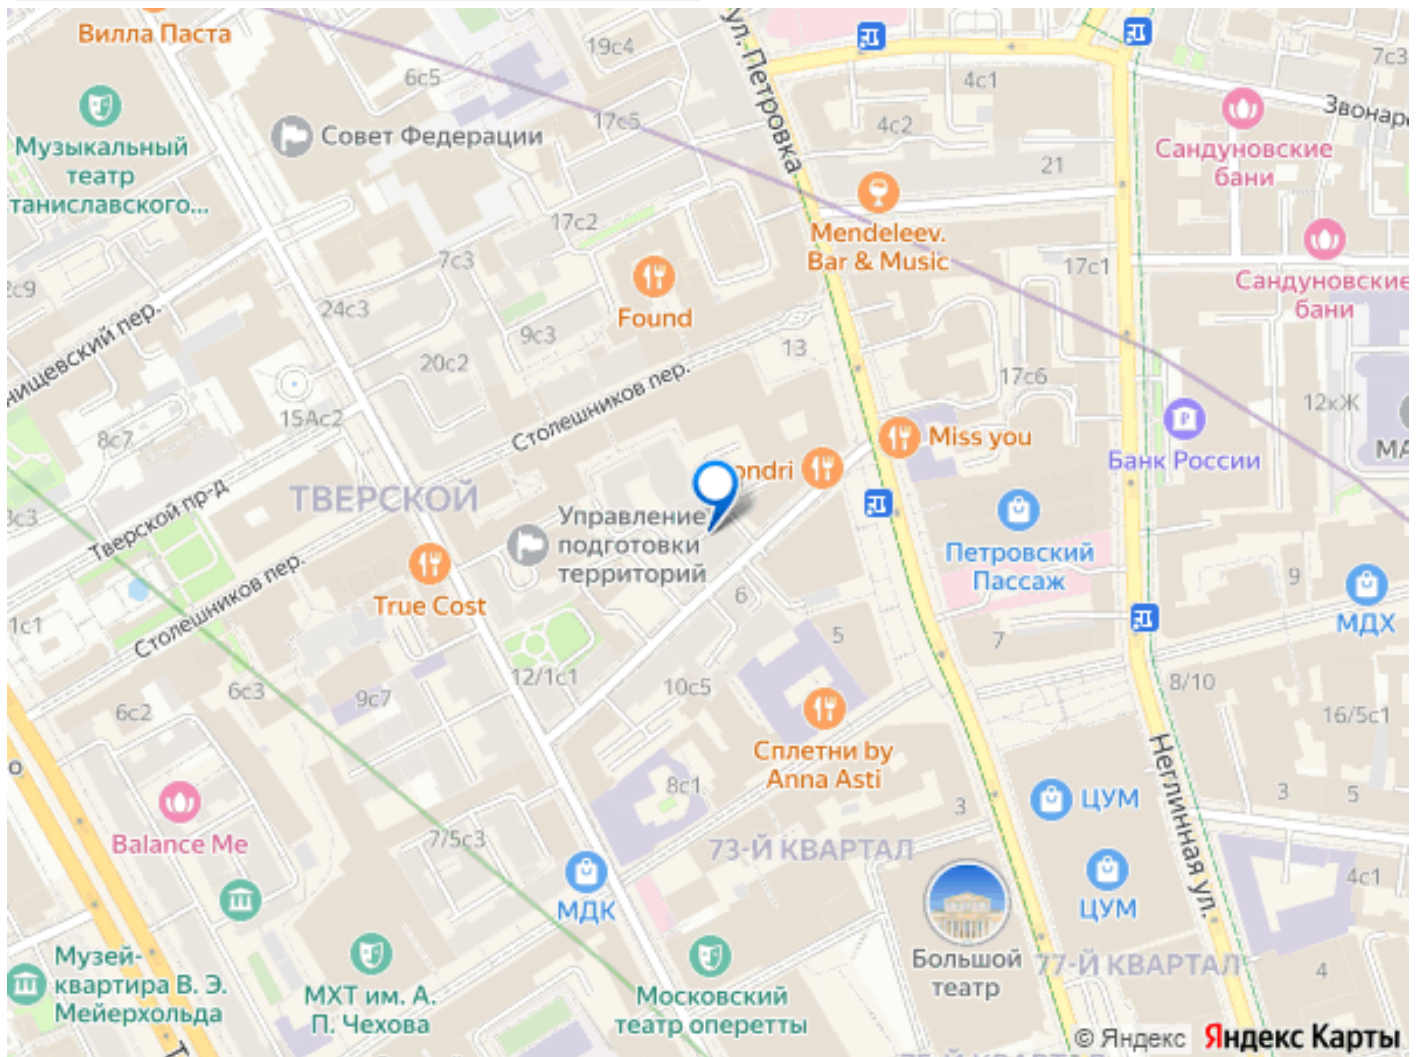 Вилла Паста
19с4
6с5
ул. Петровка
4с1
7с3
Музыкальный
театр
таниславского...
Совет Федерации
17с5
4с2
21
Звонар
Сандуновские
бани
Mendeleev.
Bar & Music
17с2
7с3
17с1
Сандуновские
бани
2с9
24с3
Found
9с3
20с2
13
17с6
нищевский пер.
15Ас2
8с7
Столешников пер.
12кЖ
Miss you
Банк России
МА
ondri
ТВЕРСКОЙ
Тверской пр-д
3с3
Управление
подготовки
территорий
Петровский
Пассаж
True Cost
9
МДХ
1с1
Столешников пер.
6
5
7
12/1с1
10с5
8/10
6с3
9с7
6с2
16/5с1
о
Сплетни by
Anna Asti
Неглинная ул.
8с1
3
ЦУМ
3
5
Balance Me
7/5с3
73-Й КВАРТАЛ
4с1
МДК
ЦУМ
Музей-
квартира В. Э.
Мейерхольда
МХТ им. А.
П. Чехова
Московский
театр оперетты
Большой
театр
77-Й КВАРТАЛ
4
Т
© Яндекс Яндекс Карты